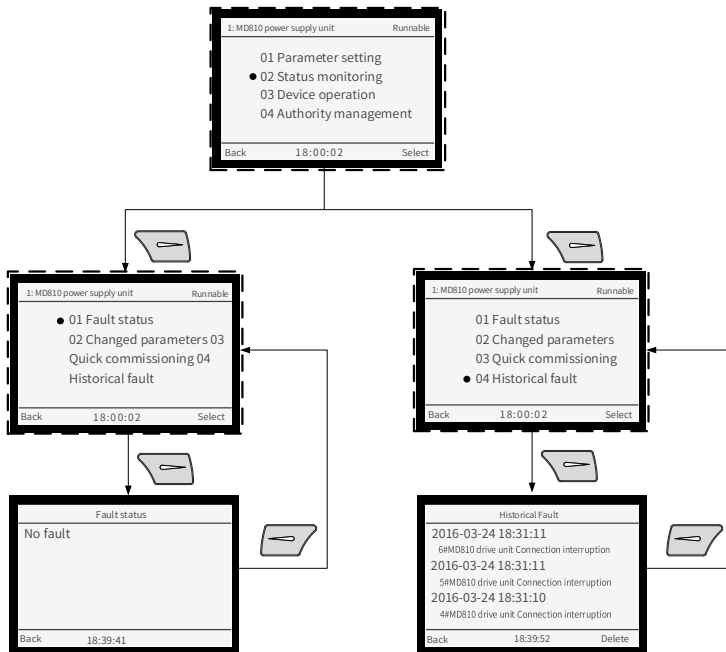 1: MD810 power supply unit Runnable
01 Parameter setting
02 Status monitoring
03 Device operation
04 Authority management
Back 18:00:02 Select
1: MD810 power supply unit Runnable
01 Fault status
02 Changed parameters 03
Quick commissioning 04
Historical fault
Back 18:00:02 Select
1: MD810 power supply unit Runnable
01 Fault status
02 Changed parameters
03 Quick commissioning
04 Historical fault
Back 18:00:02 Select
Fault status
No fault
Back 18:39:41
Historical Fault
2016-03-24 18:31:11
6#MD810 drive unit Connection interruption
2016-03-24 18:31:11
5#MD810 drive unit Connection interruption
2016-03-24 18:31:10
4#MD810 drive unit Connection interruption
Back 18:39:52 Delete